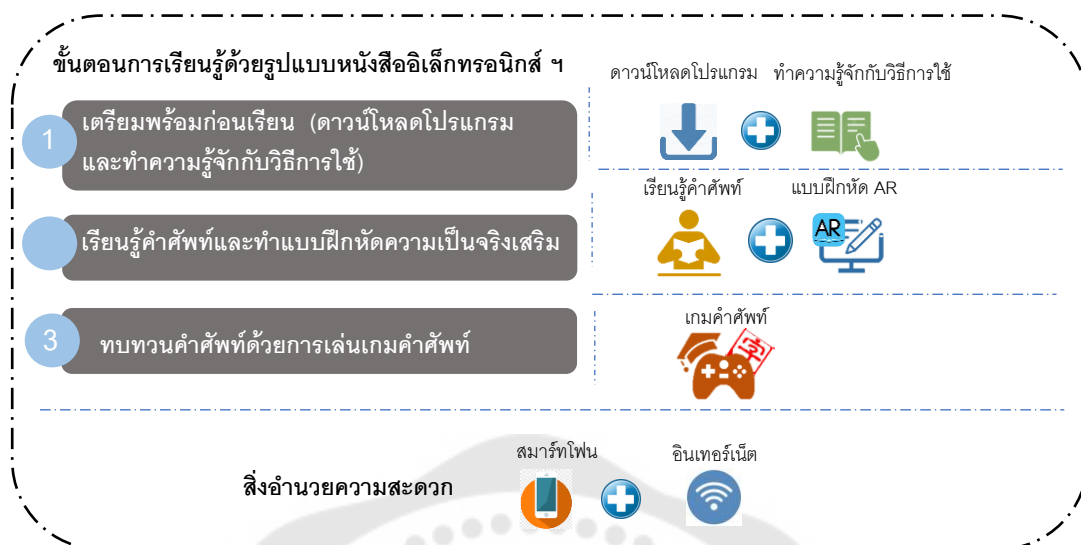 ขั้นตอนการเรียนรู้ด้วยรูปแบบหนังสืออิเล็กทรอนิกส์ ฯ
1
เตรียมพร้อมก่อนเรียน (ดาวน์โหลดโปรแกรม
และทำความรู้จักกับวิธีการใช้)
ดาวน์โหลดโปรแกรม
ทำความรู้จักกับวิธีการใช้
เรียนรู้คำศัพท์และทำแบบฝึกหัดความเป็นจริงเสริม
เรียนรู้คำศัพท์
แบบฝึกหัด AR
AR
3
ทบทวนคำศัพท์ด้วยการเล่นเกมคำศัพท์
เกมคำศัพท์
字
สิ่งอำนวยความสะดวก
สมาร์ทโฟน
อินเทอร์เน็ต